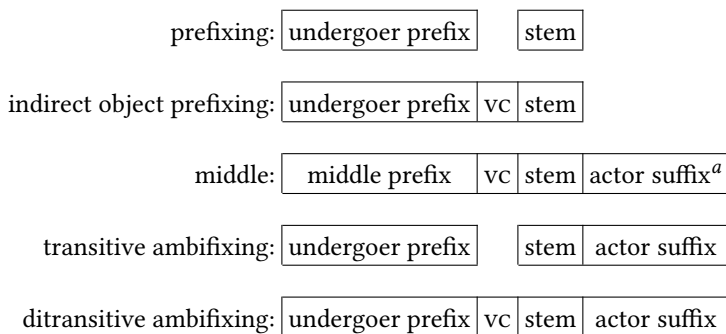 prefixing: undergoer prefix stem
indirect object prefixing: undergoer prefix VC stem
middle: middle prefix VC stem actor suffixᵃ
transitive ambifixing: undergoer prefix stem actor suffix
ditransitive ambifixing: undergoer prefix VC stem actor suffix